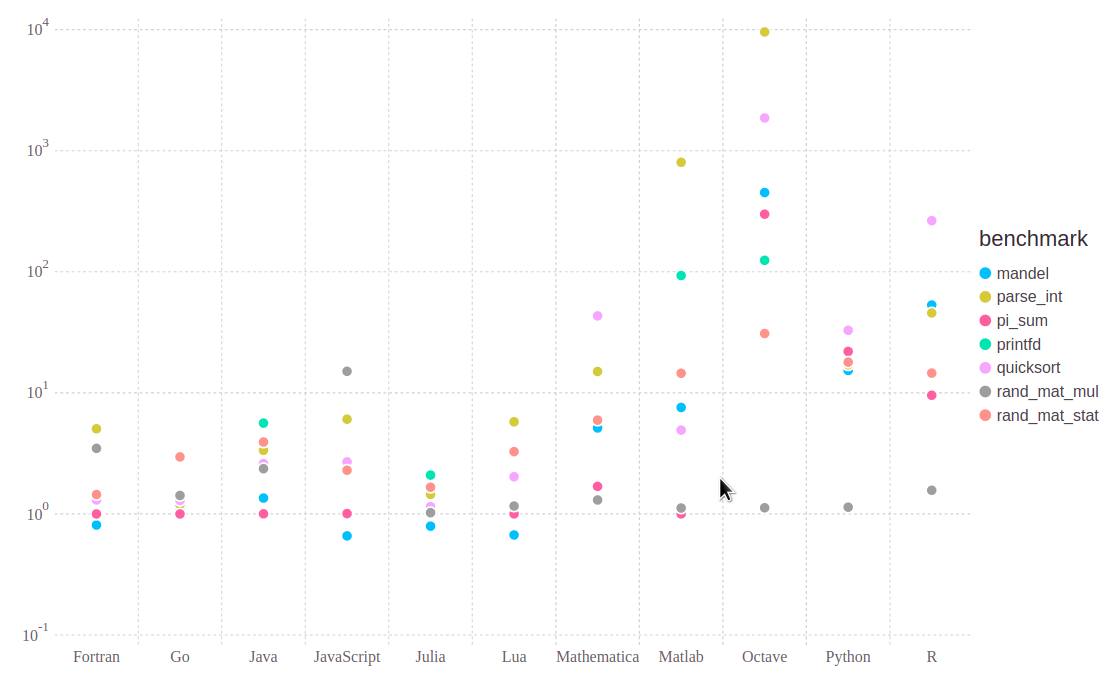 10^4
10^3
10^2
10^1
10^0
10^-1
Fortran Go Java JavaScript Julia Lua Mathematica Matlab Octave Python R
benchmark
mandel
parse_int
pi_sum
printfd
quicksort
rand_mat_mul
rand_mat_stat